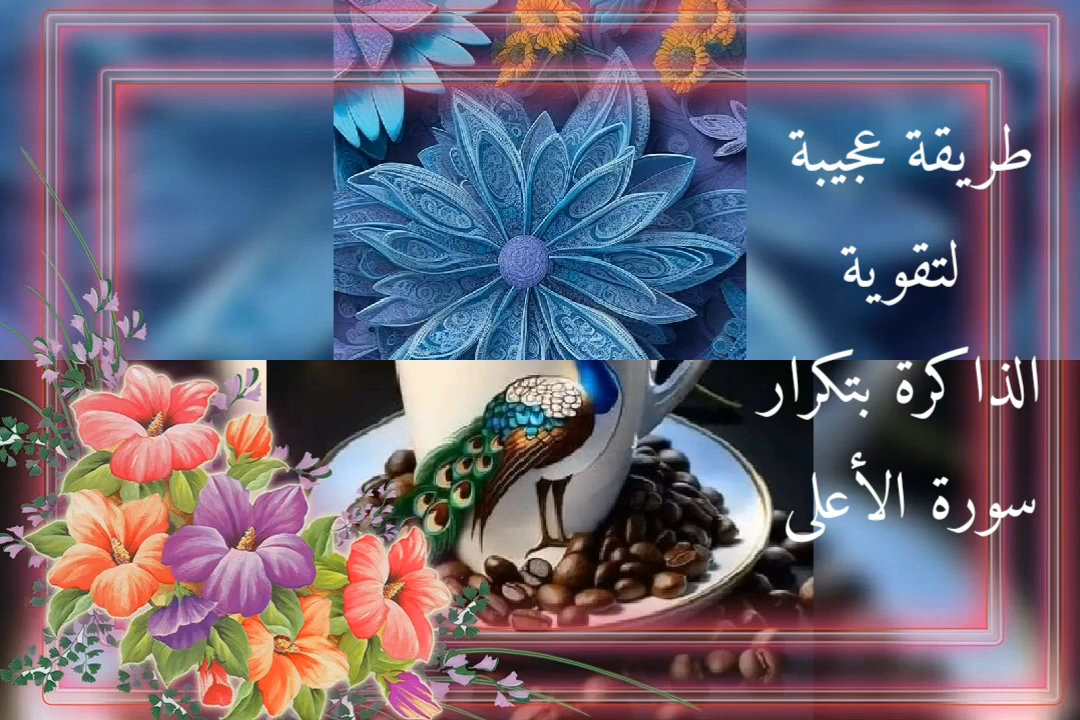 طريقة عجيبة
لتقوية
الذاكرة بتكرار
سورة الأعلى